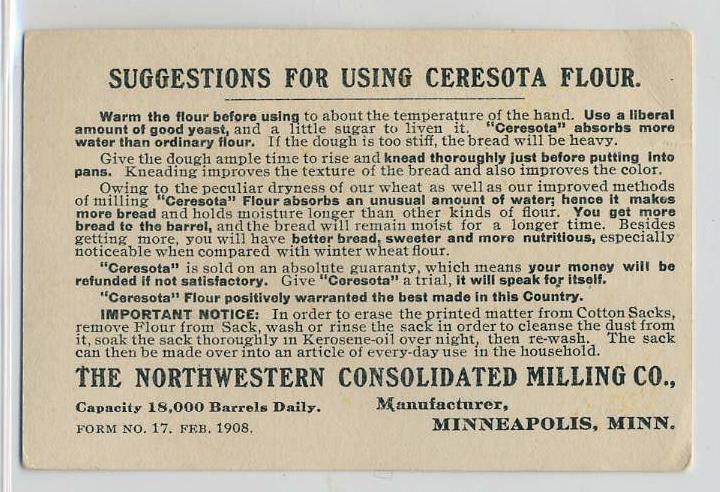 SUGGESTIONS FOR USING CERESOTA FLOUR.
Warm the flour before using to about the temperature of the hand. Use a liberal
amount of good yeast, and a little sugar to liven it. "Ceresota" absorbs more
water than ordinary flour. If the dough is too stiff, the bread will be heavy.
Give the dough ample time to rise and knead thoroughly just before putting into
pans. Kneading improves the texture of the bread and also improves the color.
Owing to the peculiar dryness of our wheat as well as our improved methods
of milling "Ceresota" Flour absorbs an unusual amount of water; hence it makes
more bread and holds moisture longer than other kinds of flour. You get more
bread to the barrel, and the bread will remain moist for a longer time. Besides
getting more, you will have better bread, sweeter and more nutritious, especially
noticeable when compared with winter wheat flour.
"Ceresota" is sold on an absolute guaranty, which means your money will be
refunded if not satisfactory. Give "Ceresota" a trial, it will speak for itself.
"Ceresota" Flour positively warranted the best made in this Country.
IMPORTANT NOTICE: In order to erase the printed matter from Cotton Sacks,
remove Flour from Sack, wash or rinse the sack in order to cleanse the dust from
it, soak the sack thoroughly in Kerosene-oil over night, then re-wash. The sack
can then be made over into an article of every-day use in the household.
THE NORTHWESTERN CONSOLIDATED MILLING CO.,
Capacity 18,000 Barrels Daily. Manufacturer,
FORM NO. 17. FEB. 1908. MINNEAPOLIS, MINN.